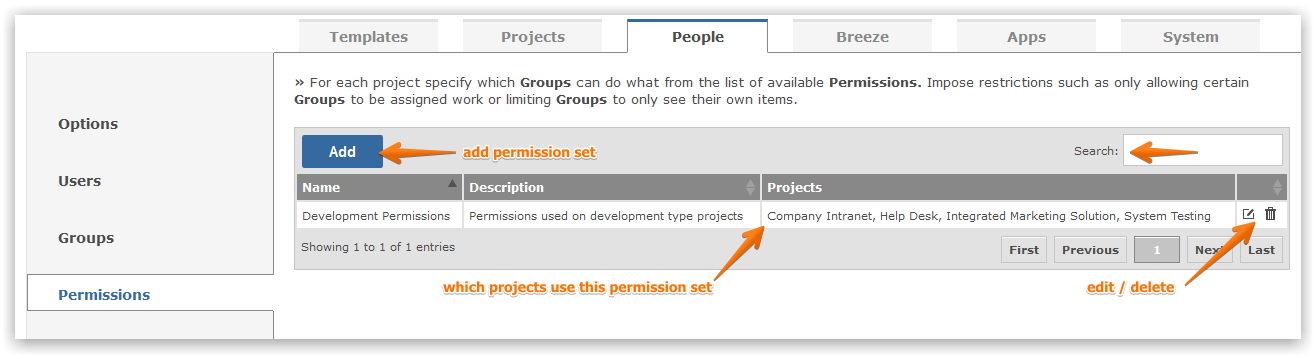 Templates Projects People Breeze Apps System
» For each project specify which Groups can do what from the list of available Permissions. Impose restrictions such as only allowing certain
Groups to be assigned work or limiting Groups to only see their own items.
Options
Users
Groups
Permissions
Add add permission set Search:
Name Description Projects
Development Permissions Permissions used on development type projects Company Intranet, Help Desk, Integrated Marketing Solution, System Testing
Showing 1 to 1 of 1 entries First Previous 1 Next Last
which projects use this permission set edit / delete